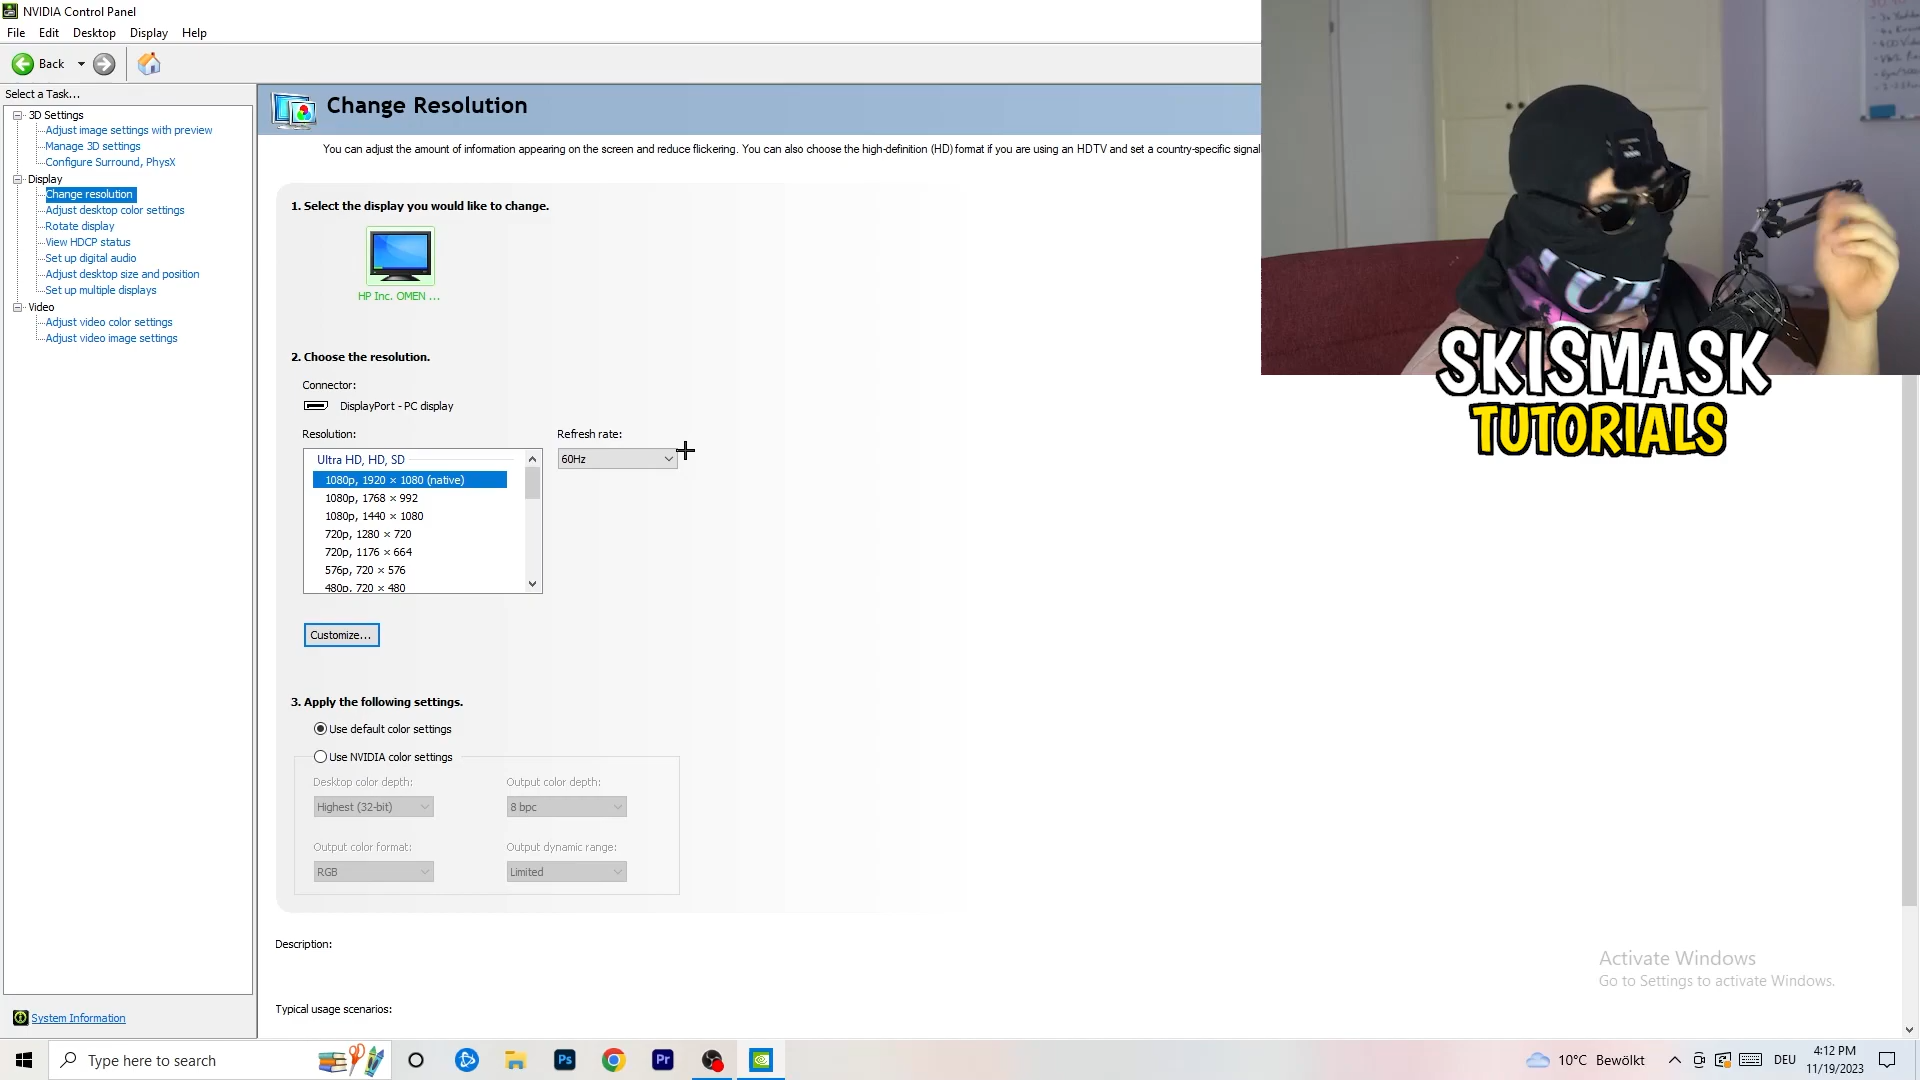 NVIDIA Control Panel
File Edit Desktop Display Help
Back
Select a Task...
3D Settings
Adjust image settings with preview
Manage 3D settings
Configure Surround, PhysX
Display
Change resolution
Adjust desktop color settings
Rotate display
View HDCP status
Set up digital audio
Adjust desktop size and position
Set up multiple displays
Video
Adjust video color settings
Adjust video image settings
System Information
Change Resolution
You can adjust the amount of information appearing on the screen and reduce flickering. You can also choose the high-definition (HD) format if you are using an HDTV and set a country-specific signal
1. Select the display you would like to change.
HP Inc. OMEN ...
2. Choose the resolution.
Connector:
DisplayPort - PC display
Resolution:
Refresh rate:
Ultra HD, HD, SD
60Hz
1080p, 1920 × 1080 (native)
1080p, 1768 × 992
1080p, 1440 × 1080
720p, 1280 × 720
720p, 1176 × 664
576p, 720 × 576
480p, 720 × 480
Customize...
3. Apply the following settings.
Use default color settings
Use NVIDIA color settings
Desktop color depth:
Output color depth:
Highest (32-bit)
8 bpc
Output color format:
Output dynamic range:
RGB
Limited
Description:
Typical usage scenarios:
SKISMASK
TUTORIALS
Activate Windows
Go to Settings to activate Windows.
Type here to search
Ps
Pr
10°C Bewölkt
DEU
4:12 PM
11/19/2023